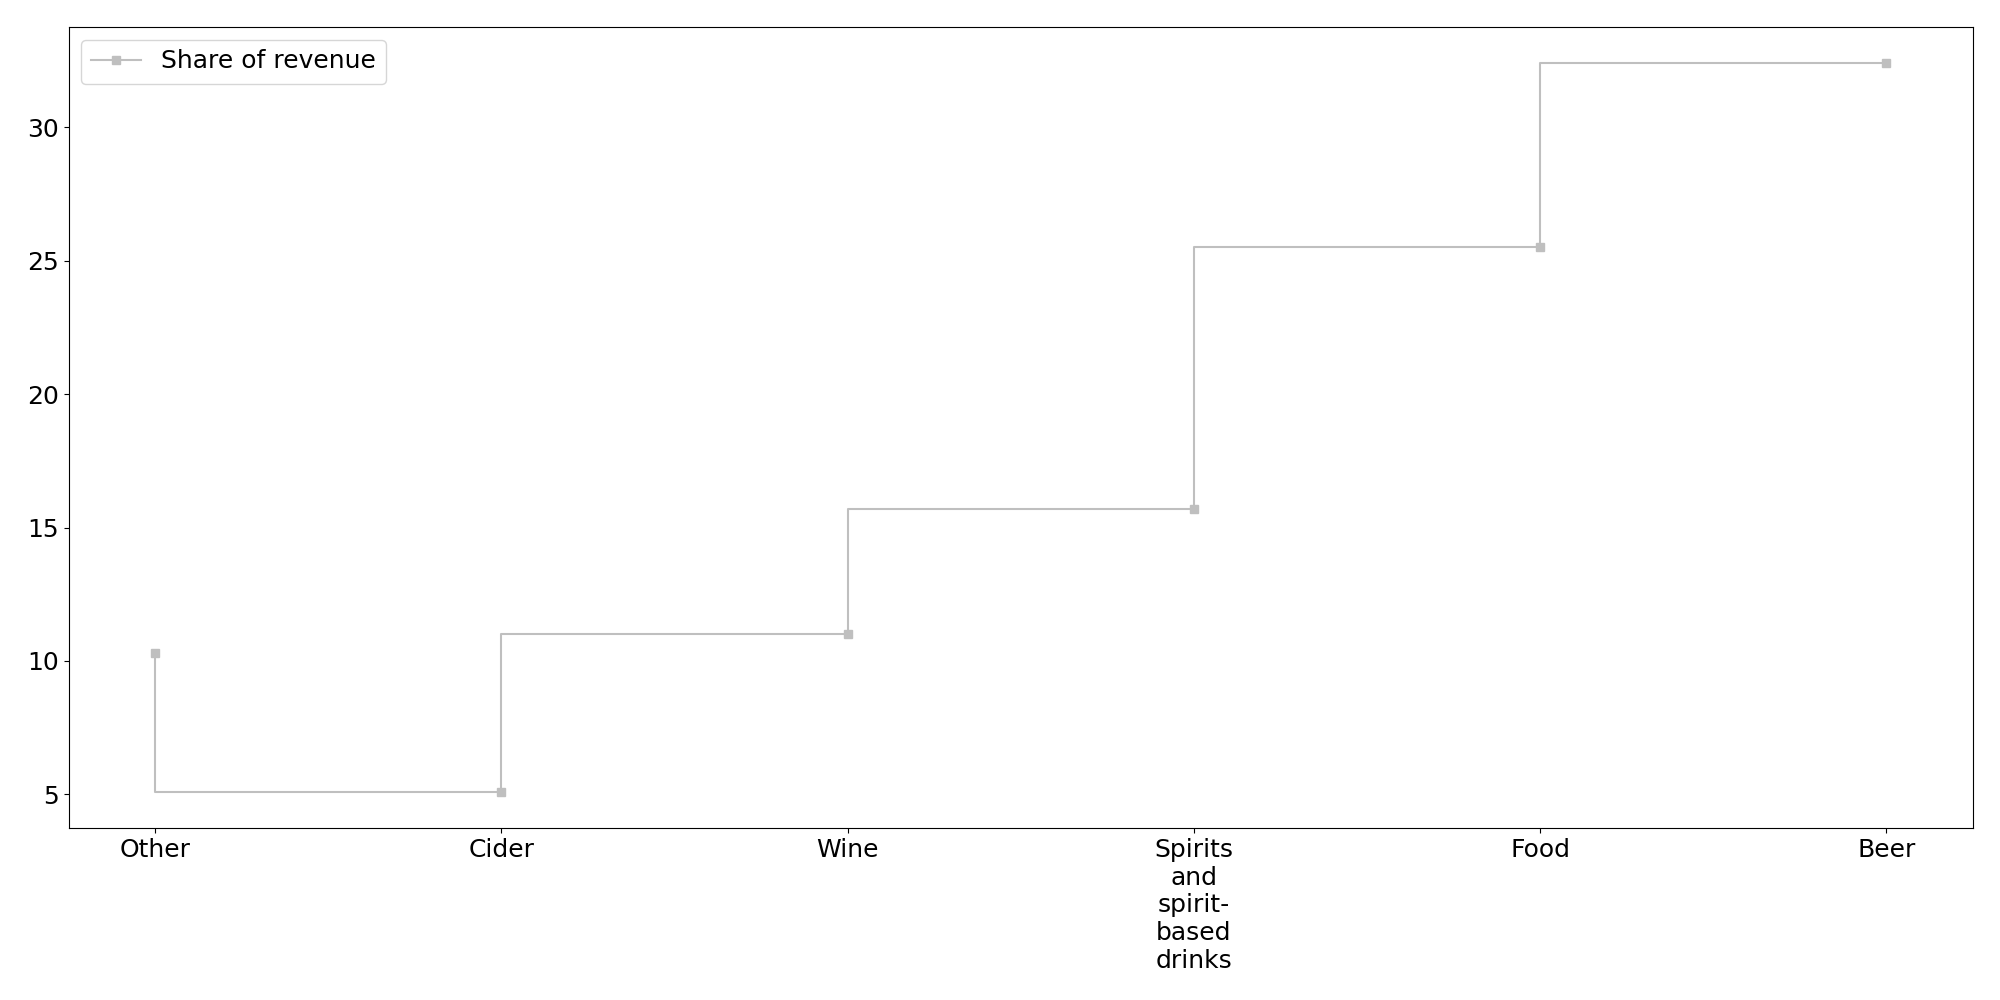 Share of revenue
30
25
20
15
10
5
Other
Cider
Wine
Spirits
and
spirit-
based
drinks
Food
Beer